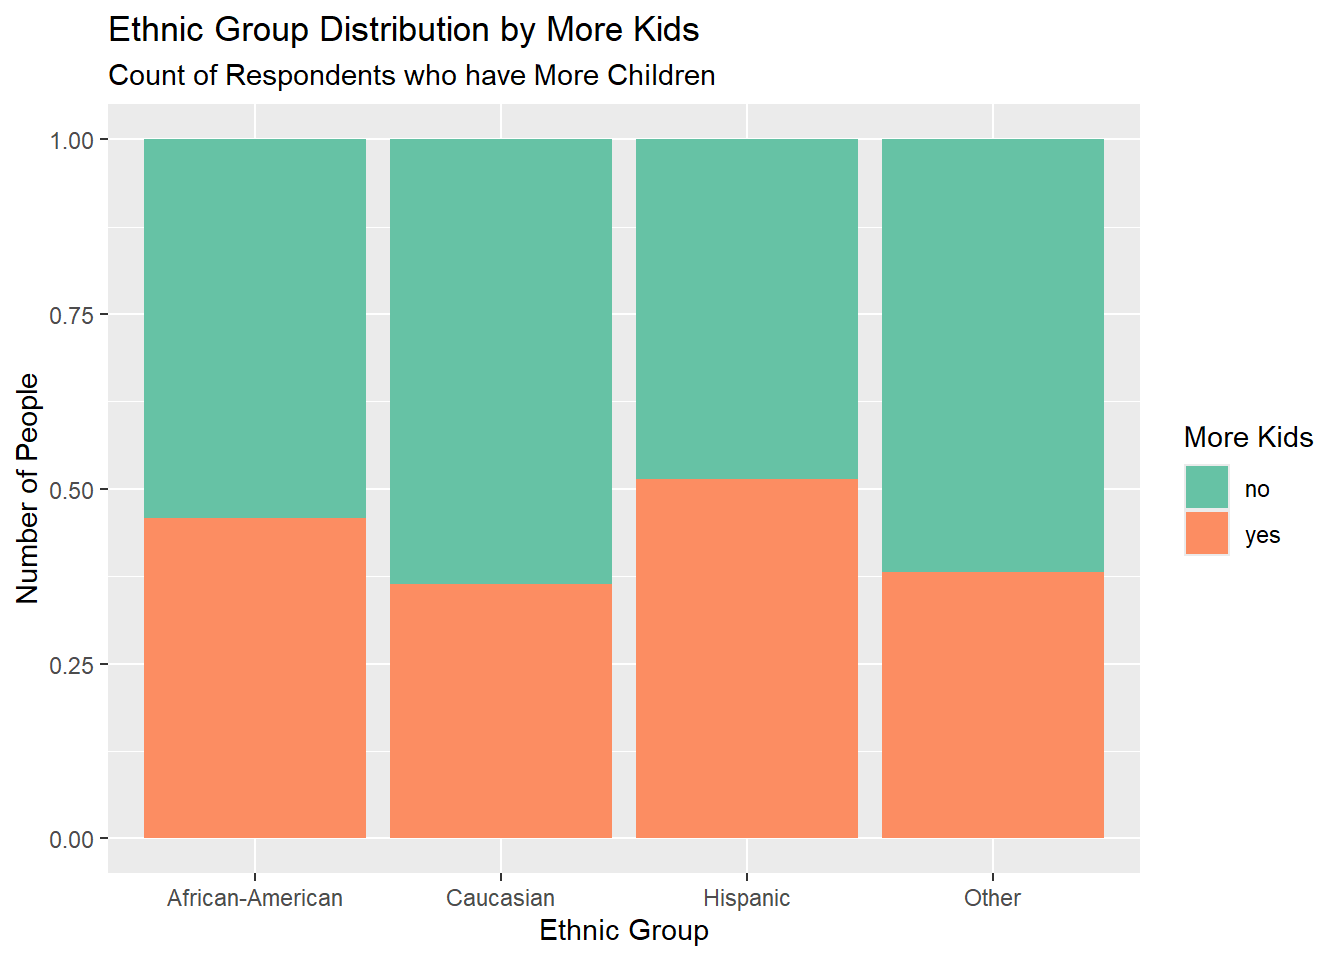 Ethnic Group Distribution by More Kids
Count of Respondents who have More Children
1.00
0.75
0.50
0.25
0.00
Number of People
African-American
Caucasian
Hispanic
Other
Ethnic Group
More Kids
no
yes